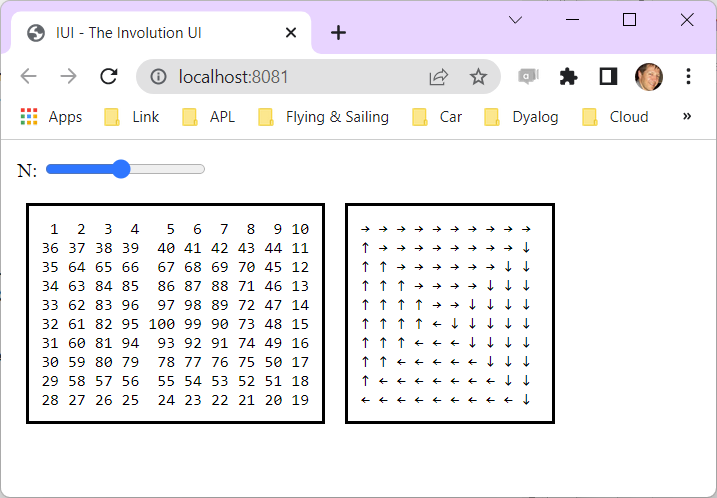 IUI - The Involution UI
localhost:8081
Apps Link APL Flying & Sailing Car Dyalog Cloud »
N:
1 2 3 4 5 6 7 8 9 10
36 37 38 39 40 41 42 43 44 11
35 64 65 66 67 68 69 70 45 12
34 63 84 85 86 87 88 71 46 13
33 62 83 96 97 98 89 72 47 14
32 61 82 95 100 99 90 73 48 15
31 60 81 94 93 92 91 74 49 16
30 59 80 79 78 77 76 75 50 17
29 58 57 56 55 54 53 52 51 18
28 27 26 25 24 23 22 21 20 19
→ → → → → → → → → →
↑ → → → → → → → → ↓
↑ ↑ → → → → → → ↓ ↓
↑ ↑ ↑ → → → → ↓ ↓ ↓
↑ ↑ ↑ ↑ → → ↓ ↓ ↓ ↓
↑ ↑ ↑ ↑ ← ↓ ↓ ↓ ↓ ↓
↑ ↑ ↑ ← ← ← ↓ ↓ ↓ ↓
↑ ↑ ← ← ← ← ← ↓ ↓ ↓
↑ ← ← ← ← ← ← ← ↓ ↓
← ← ← ← ← ← ← ← ← ↓